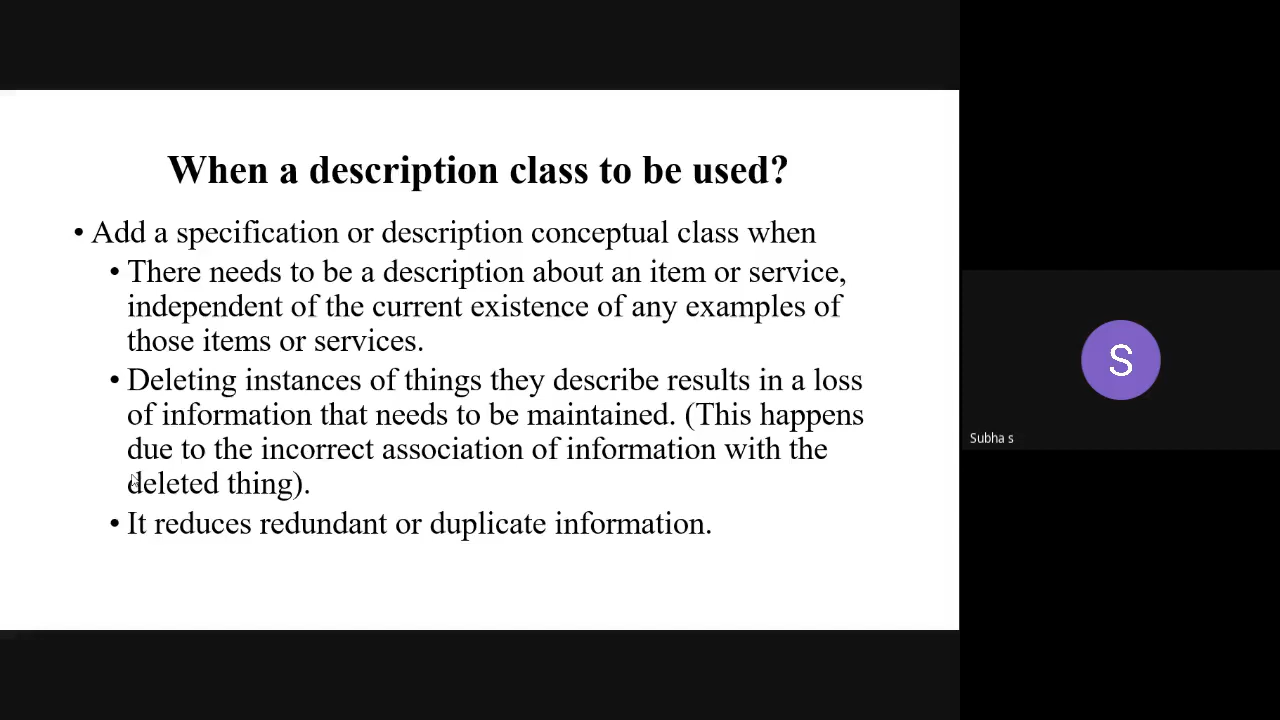 When a description class to be used?
• Add a specification or description conceptual class when
• There needs to be a description about an item or service,
independent of the current existence of any examples of
those items or services.
• Deleting instances of things they describe results in a loss
of information that needs to be maintained. (This happens
due to the incorrect association of information with the
deleted thing).
• It reduces redundant or duplicate information.
S
Subha s